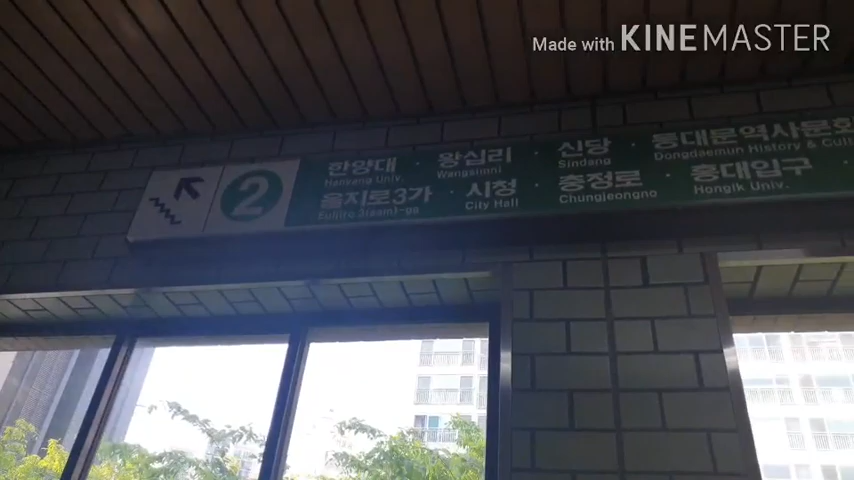 Made with KINEMASTER
2 한양대 · 왕십리 · 신당 · 동대문역사문화
Hanyang Univ. Wangsimni Sindang Dongdaemun History & Cultu
을지로3가 · 시청 · 충정로 · 홍대입구
Euljiro 3(sam)-ga City Hall Chungjeongno Hongik Univ.